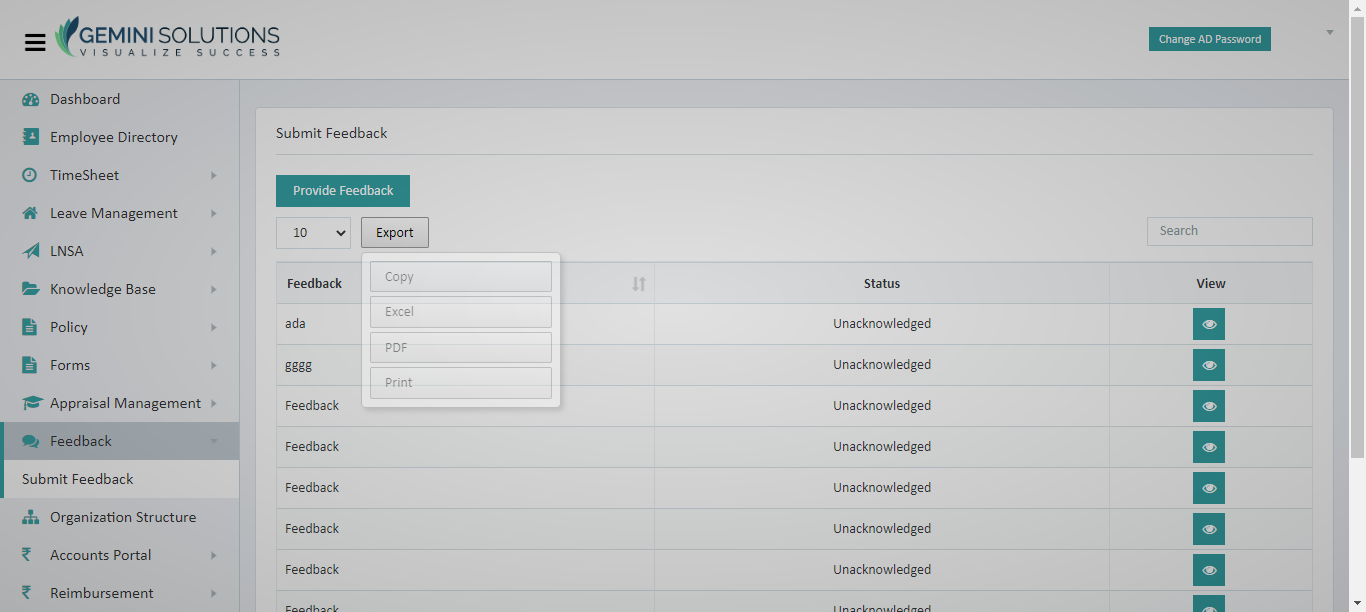 GEMINI SOLUTIONS
VISUALIZE SUCCESS
Change AD Password
Dashboard
Employee Directory
TimeSheet
Leave Management
LNSA
Knowledge Base
Policy
Forms
Appraisal Management
Feedback
Submit Feedback
Organization Structure
Accounts Portal
Reimbursement
Submit Feedback
Provide Feedback
10 Export Search
Copy
Excel
PDF
Print
Feedback Status View
ada Unacknowledged
gggg Unacknowledged
Feedback Unacknowledged
Feedback Unacknowledged
Feedback Unacknowledged
Feedback Unacknowledged
Feedback Unacknowledged
Feedback Unacknowledged